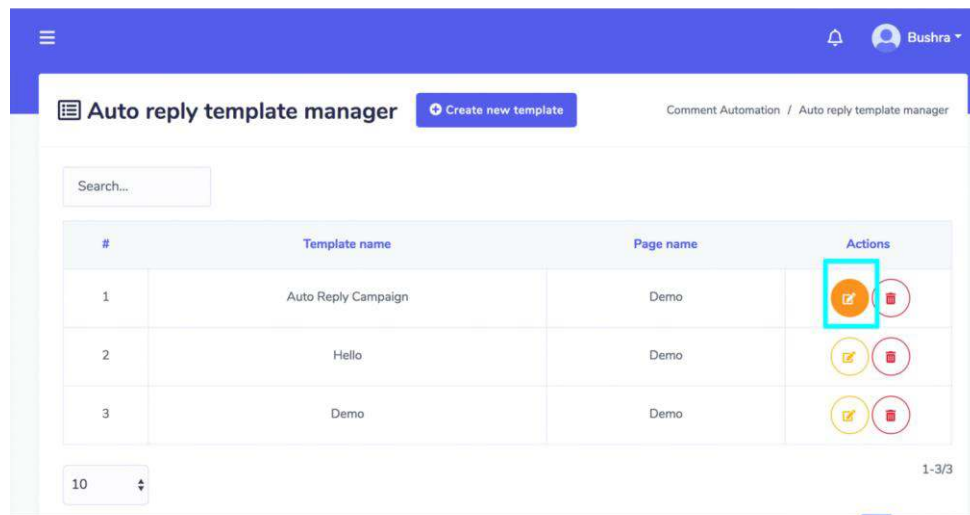 Bushra
Auto reply template manager
Create new template
Comment Automation / Auto reply template manager
Search...
# Template name Page name Actions
1 Auto Reply Campaign Demo
2 Hello Demo
3 Demo Demo
10
1-3/3